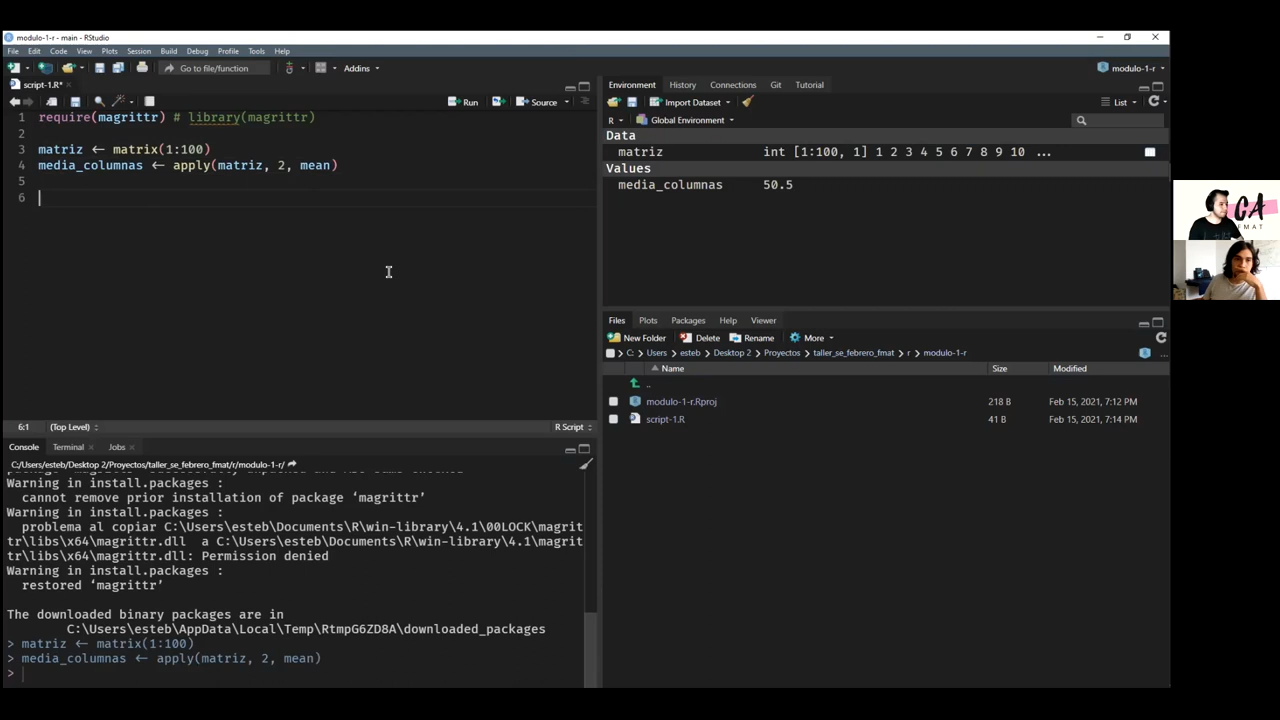 modulo-1-r - main - RStudio
File Edit Code View Plots Session Build Debug Profile Tools Help
Go to file/function Addins modulo-1-r
script-1.R*
Run Source
1 require(magrittr) # library(magrittr)
2
3 matriz <- matrix(1:100)
4 media_columnas <- apply(matriz, 2, mean)
5
6
6:1 (Top Level) R Script
Console Terminal Jobs
C:/Users/esteb/Desktop 2/Proyectos/taller_se_febrero_fmat/r/modulo-1-r/
Warning in install.packages :
cannot remove prior installation of package ‘magrittr’
Warning in install.packages :
problema al copiar C:\Users\esteb\Documents\R\win-library\4.1\00LOCK\magrit
tr\libs\x64\magrittr.dll a C:\Users\esteb\Documents\R\win-library\4.1\magrit
tr\libs\x64\magrittr.dll: Permission denied
Warning in install.packages :
restored ‘magrittr’
The downloaded binary packages are in
C:\Users\esteb\AppData\Local\Temp\RtmpG6ZD8A\downloaded_packages
> matriz <- matrix(1:100)
> media_columnas <- apply(matriz, 2, mean)
>
Environment History Connections Git Tutorial
Import Dataset List
R Global Environment
Data
matriz int [1:100, 1] 1 2 3 4 5 6 7 8 9 10 ...
Values
media_columnas 50.5
Files Plots Packages Help Viewer
New Folder Delete Rename More
C: Users esteb Desktop 2 Proyectos taller_se_febrero_fmat r modulo-1-r ...
Name Size Modified
..
modulo-1-r.Rproj 218 B Feb 15, 2021, 7:12 PM
script-1.R 41 B Feb 15, 2021, 7:14 PM
CA
FMAT